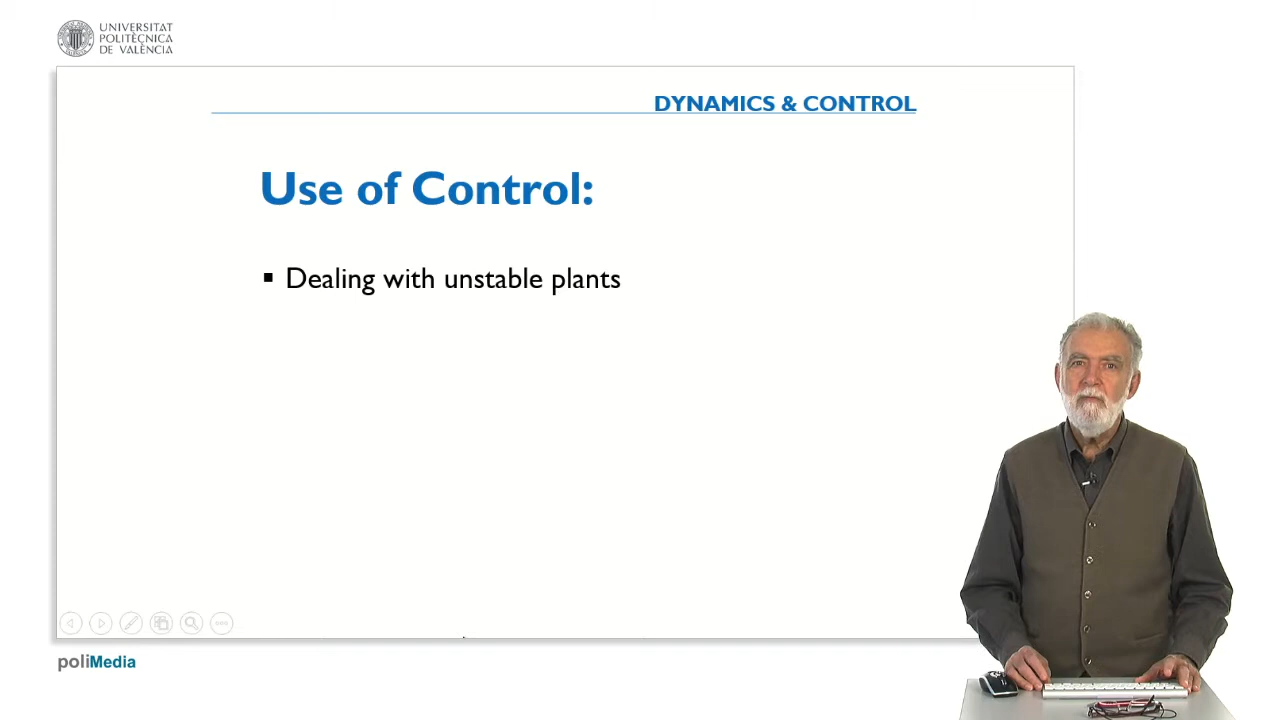 UNIVERSITAT
POLITÈCNICA
DE VALÈNCIA
DYNAMICS & CONTROL
Use of Control:
▪ Dealing with unstable plants
poliMedia